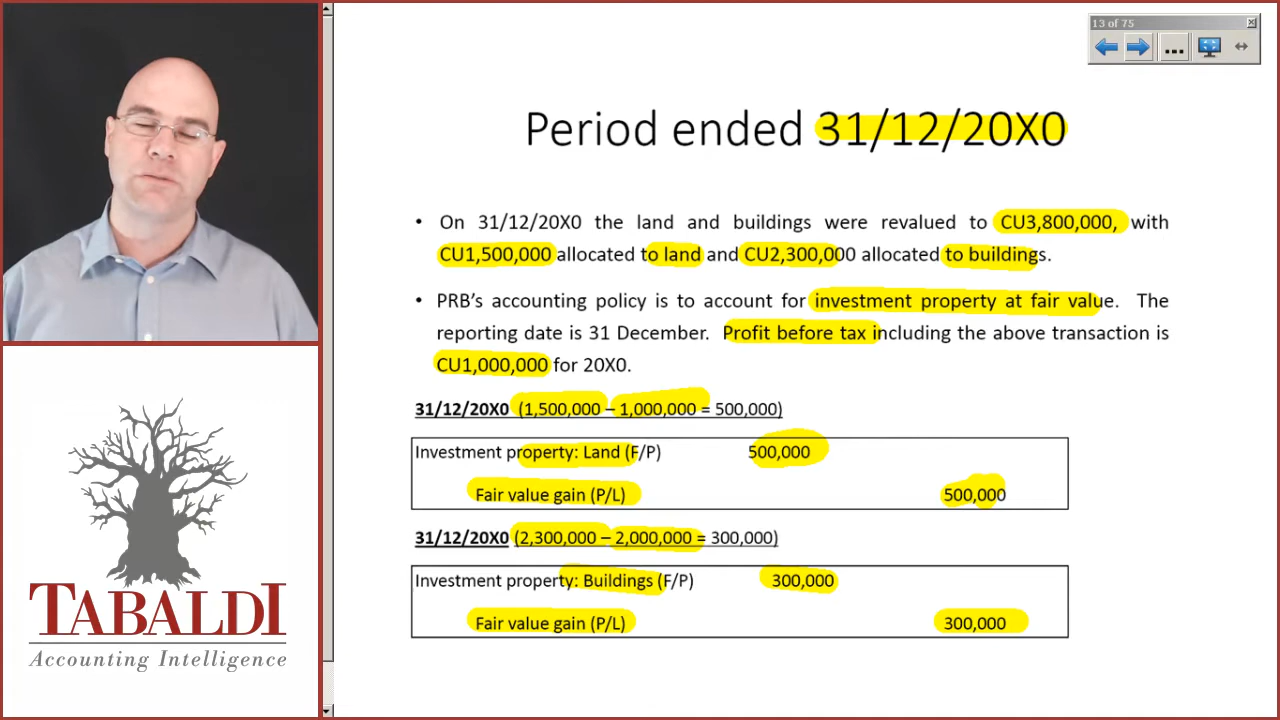 13 of 75
Period ended 31/12/20X0
• On 31/12/20X0 the land and buildings were revalued to CU3,800,000, with
CU1,500,000 allocated to land and CU2,300,000 allocated to buildings.
• PRB's accounting policy is to account for investment property at fair value. The
reporting date is 31 December. Profit before tax including the above transaction is
CU1,000,000 for 20X0.
31/12/20X0 (1,500,000 – 1,000,000 = 500,000)
Investment property: Land (F/P) 500,000
Fair value gain (P/L) 500,000
31/12/20X0 (2,300,000 – 2,000,000 = 300,000)
Investment property: Buildings (F/P) 300,000
Fair value gain (P/L) 300,000
TABALDI
Accounting Intelligence